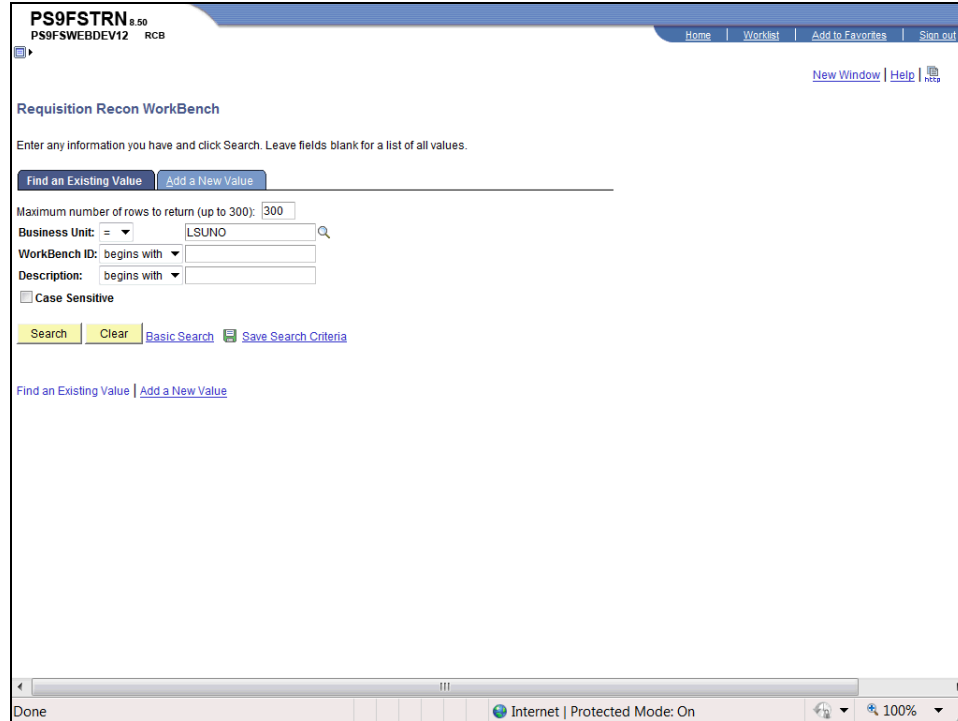 PS9FSTRN 8.50
PS9FSWEBDEV12 RCB
Home | Worklist | Add to Favorites | Sign out
New Window | Help | http
Requisition Recon WorkBench
Enter any information you have and click Search. Leave fields blank for a list of all values.
Find an Existing Value Add a New Value
Maximum number of rows to return (up to 300): 300
Business Unit: = LSUNO
WorkBench ID: begins with
Description: begins with
Case Sensitive
Search Clear Basic Search Save Search Criteria
Find an Existing Value | Add a New Value
Done Internet | Protected Mode: On 100%